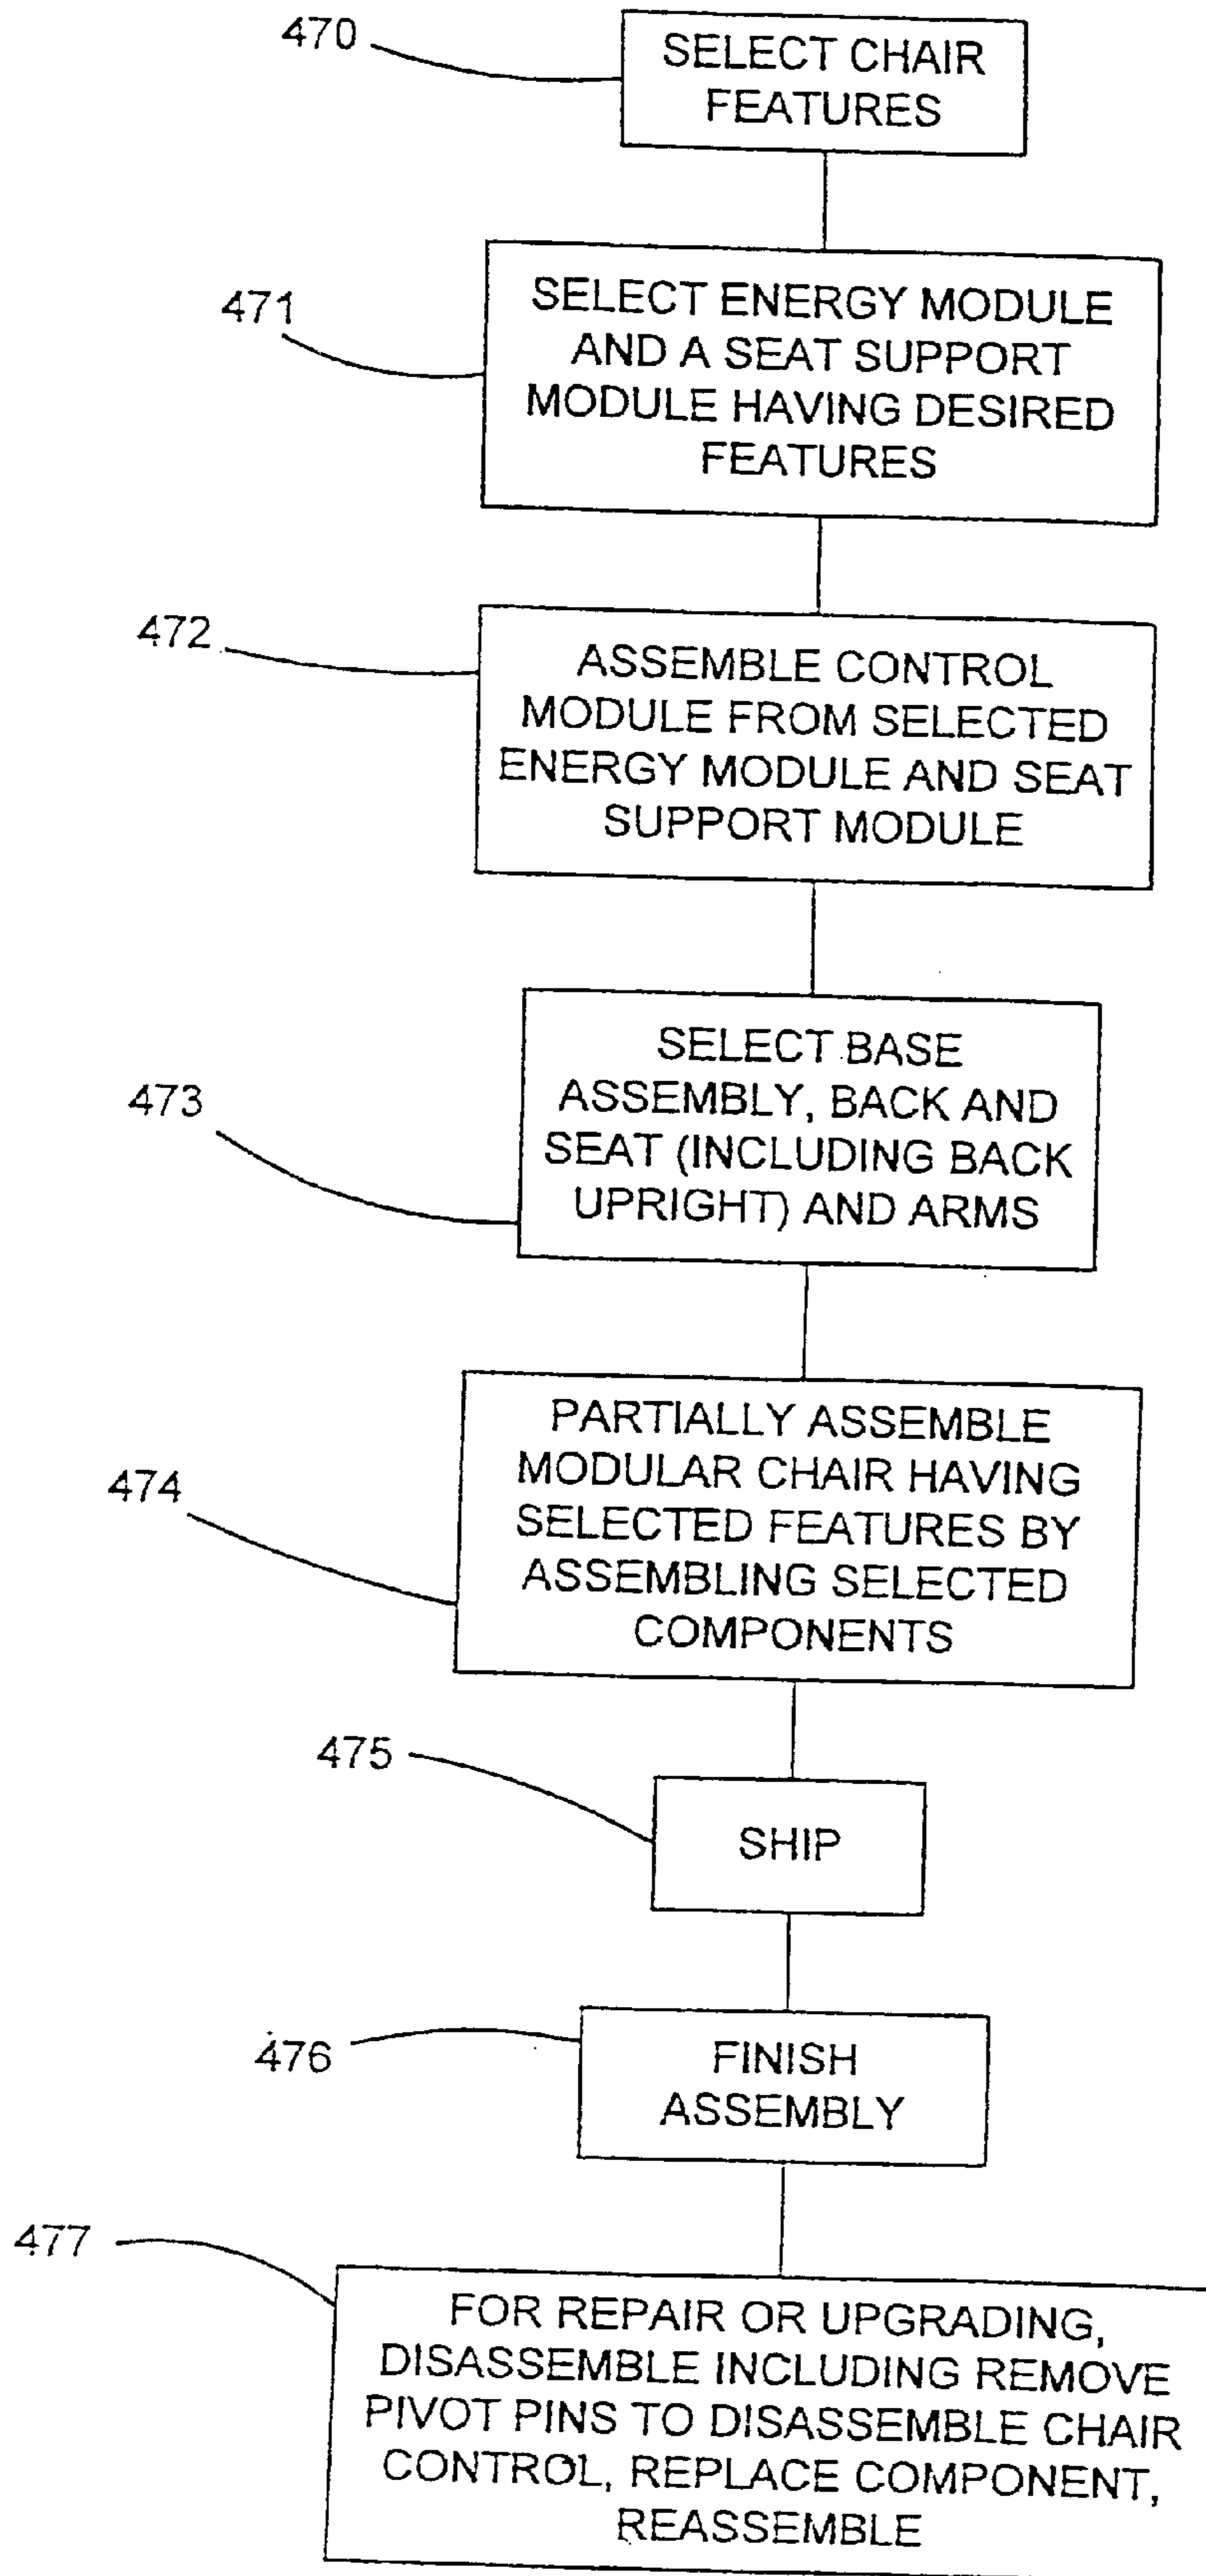 470
SELECT CHAIR
FEATURES
471
SELECT ENERGY MODULE
AND A SEAT SUPPORT
MODULE HAVING DESIRED
FEATURES
472
ASSEMBLE CONTROL
MODULE FROM SELECTED
ENERGY MODULE AND SEAT
SUPPORT MODULE
473
SELECT BASE
ASSEMBLY, BACK AND
SEAT (INCLUDING BACK
UPRIGHT) AND ARMS
474
PARTIALLY ASSEMBLE
MODULAR CHAIR HAVING
SELECTED FEATURES BY
ASSEMBLING SELECTED
COMPONENTS
475
SHIP
476
FINISH
ASSEMBLY
477
FOR REPAIR OR UPGRADING,
DISASSEMBLE INCLUDING REMOVE
PIVOT PINS TO DISASSEMBLE CHAIR
CONTROL, REPLACE COMPONENT,
REASSEMBLE